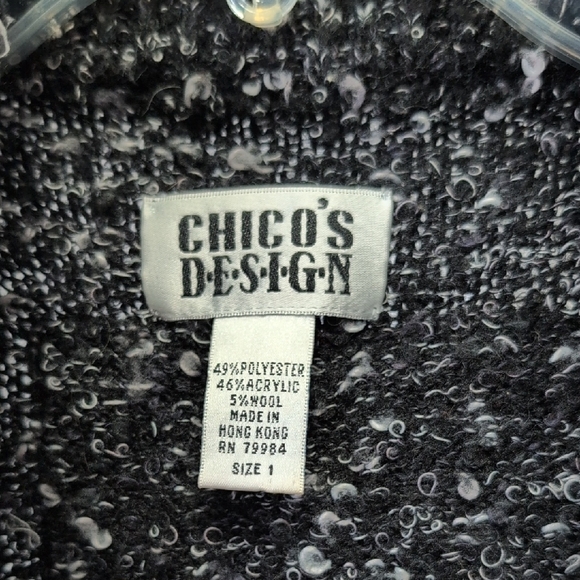 CHICO'S
D•E•S•I•G•N
49%POLYESTER
46%ACRYLIC
5%WOOL
MADE IN
HONG KONG
RN 79984
SIZE 1